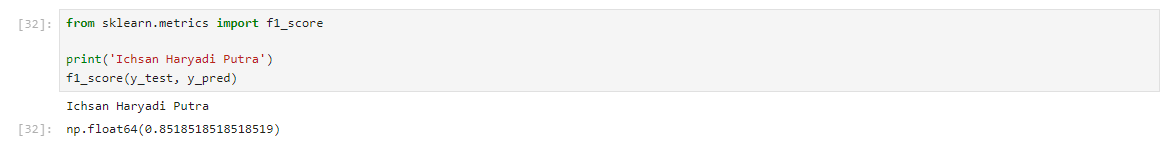 [32]: from sklearn.metrics import f1_score
print('Ichsan Haryadi Putra')
f1_score(y_test, y_pred)
Ichsan Haryadi Putra
[32]: np.float64(0.8518518518518519)